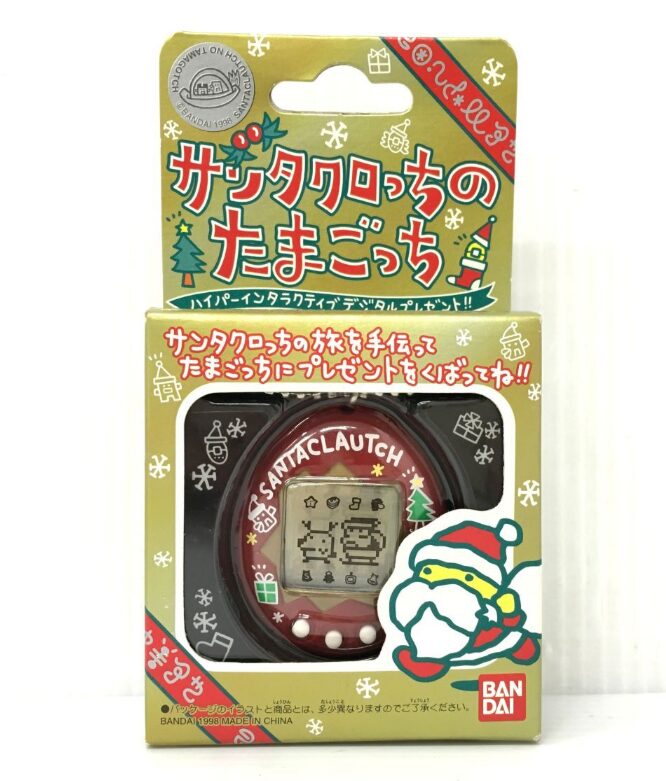 SANTACLAUTCH NO TAMAGOTCH
©BANDAI 1998
サンタクロっちの
たまごっち
ハイパーインタラクティブデジタルプレゼント!!
サンタクロっちの旅を手伝って
たまごっちにプレゼントをくばってね!!
SANTACLAUTCH
●パッケージのイラストと商品とは、多少異なりますのでご了承ください。
BANDAI 1998 MADE IN CHINA
BAN
DAI